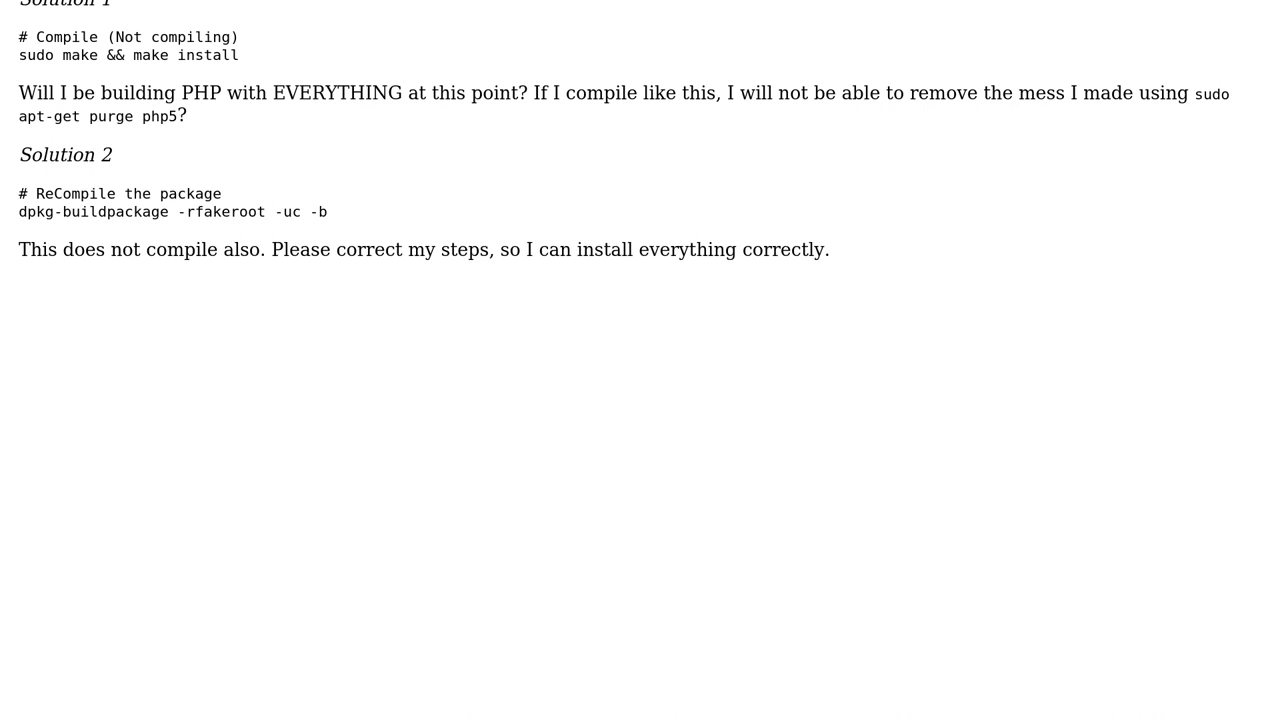 Solution 1
# Compile (Not compiling)
sudo make && make install
Will I be building PHP with EVERYTHING at this point? If I compile like this, I will not be able to remove the mess I made using sudo
apt-get purge php5?
Solution 2
# ReCompile the package
dpkg-buildpackage -rfakeroot -uc -b
This does not compile also. Please correct my steps, so I can install everything correctly.